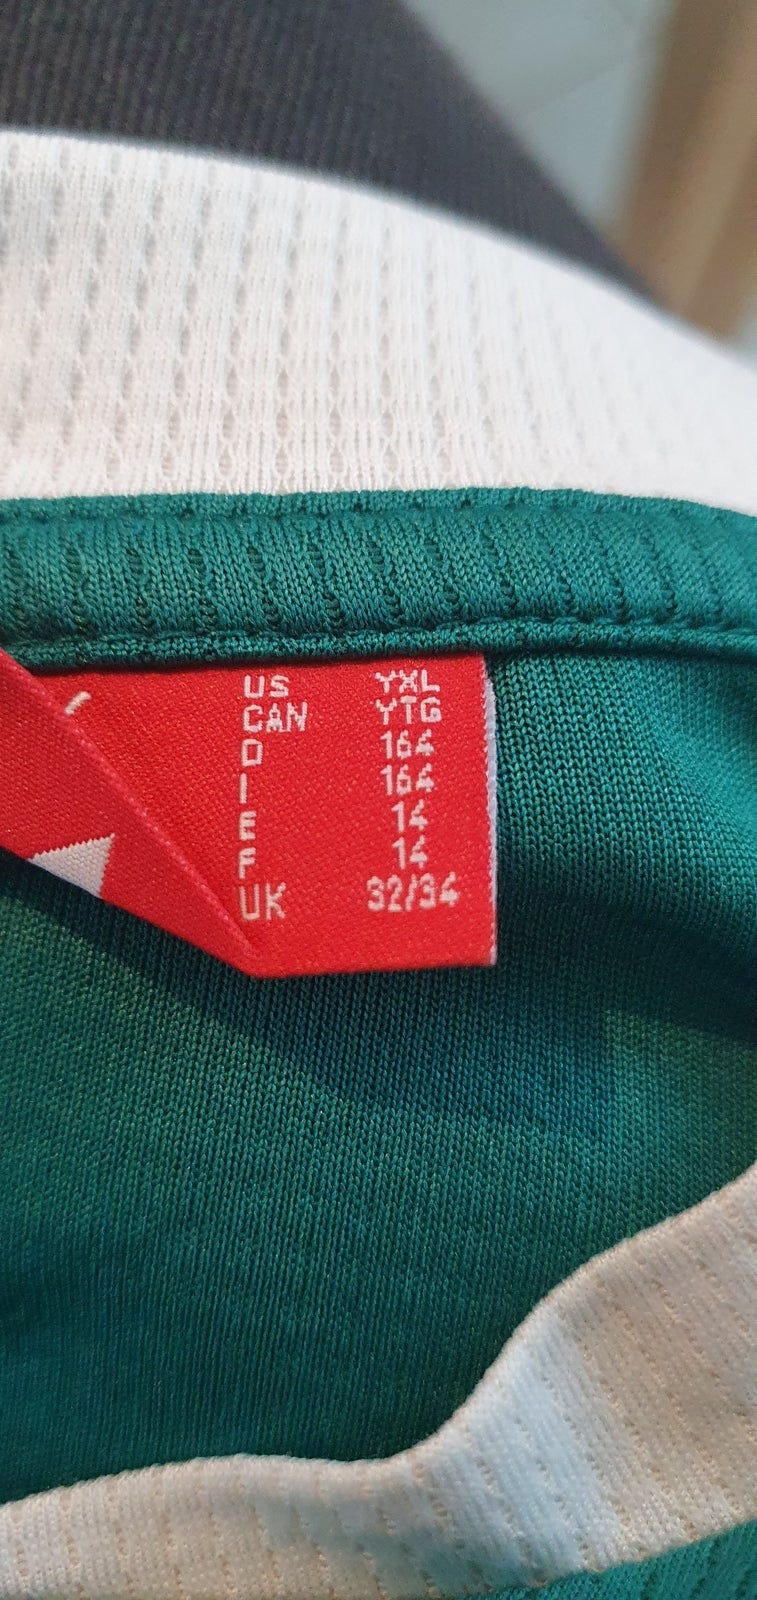 US YXL
CAN YTG
D 164
I 164
E 14
F 14
UK 32/34